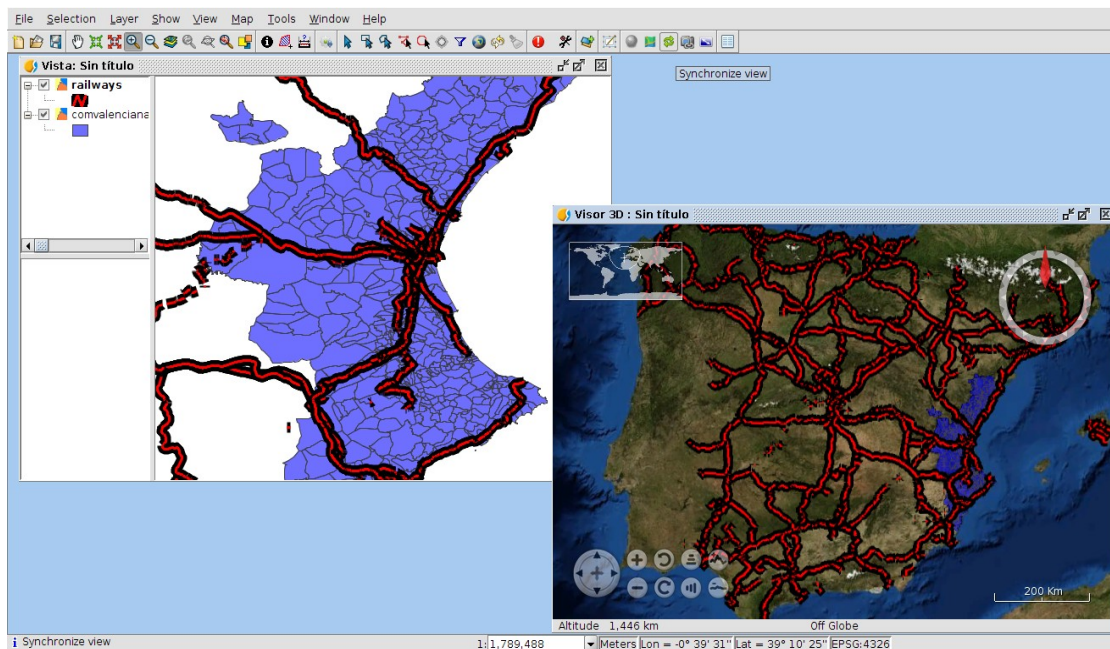 File Selection Layer Show View Map Tools Window Help
Synchronize view
Vista: Sin título
railways
comvalenciana
Visor 3D : Sin título
200 Km
Altitude 1,446 km Off Globe
Synchronize view 1: 1,789,488 Meters Lon = -0° 39' 31" Lat = 39° 10' 25" EPSG:4326